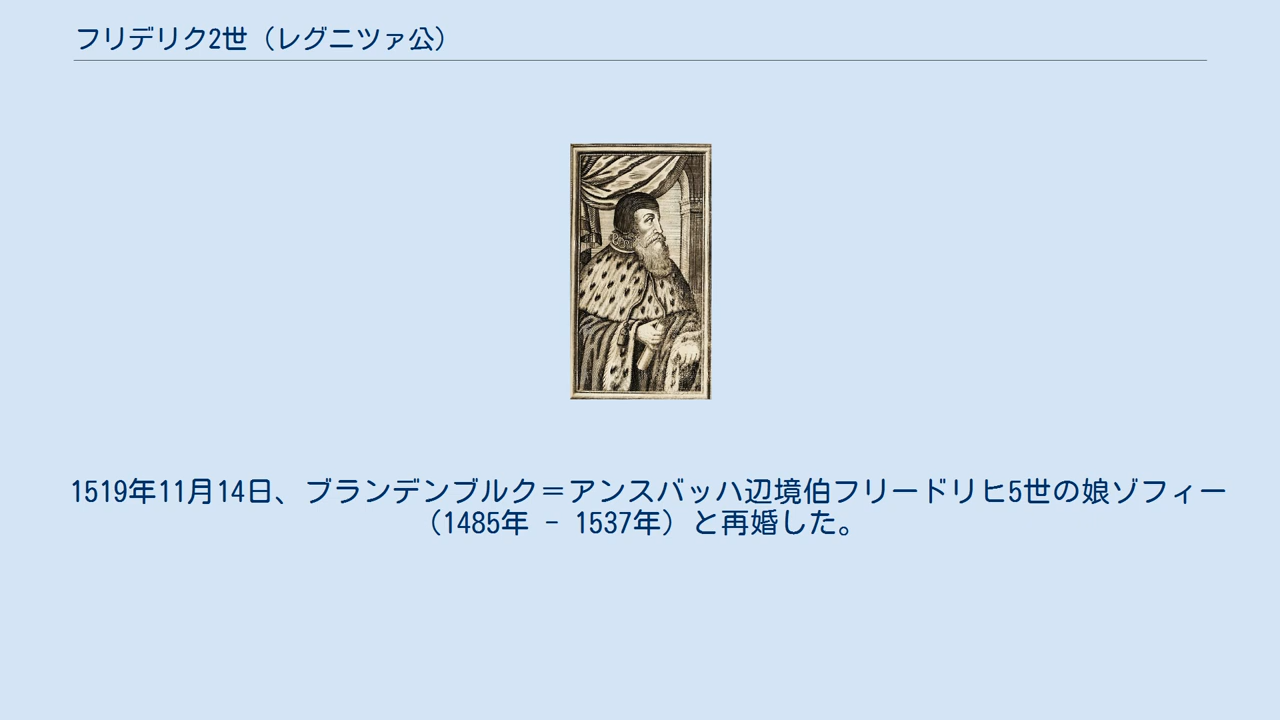 フリデリク2世（レグニツァ公）
1519年11月14日、ブランデンブルク＝アンスバッハ辺境伯フリードリヒ5世の娘ゾフィー
（1485年 - 1537年）と再婚した。